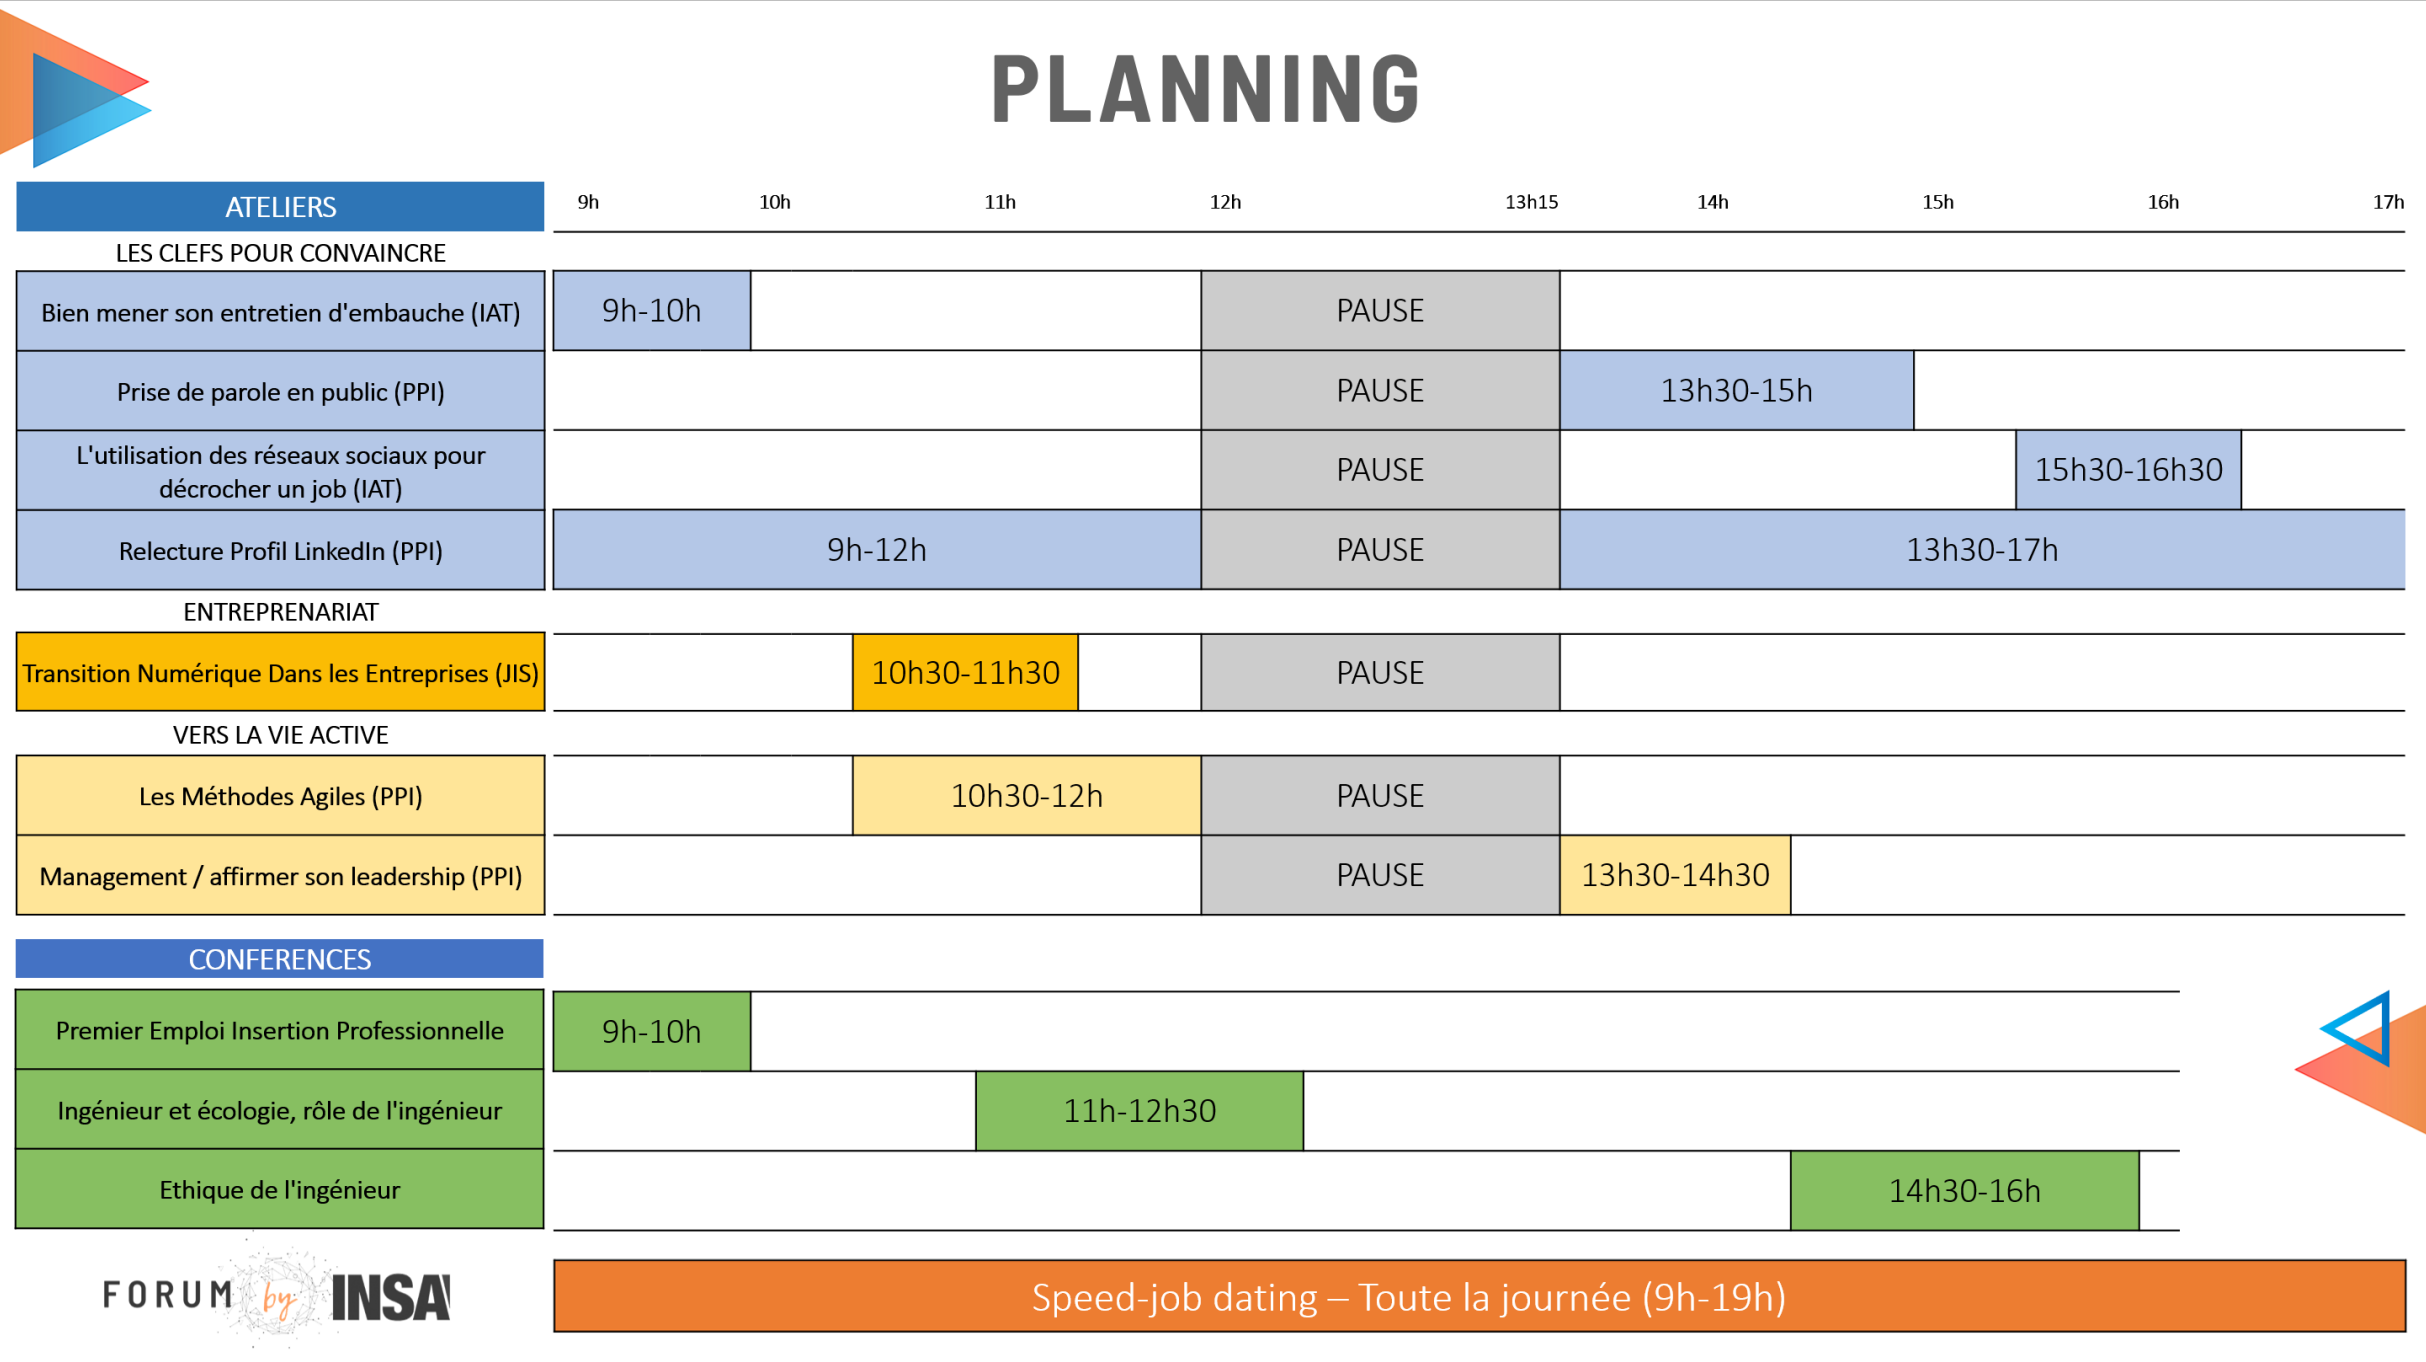 PLANNING
ATELIERS 9h 10h 11h 12h 13h15 14h 15h 16h 17h
LES CLEFS POUR CONVAINCRE
Bien mener son entretien d'embauche (IAT) 9h-10h PAUSE
Prise de parole en public (PPI) PAUSE 13h30-15h
L'utilisation des réseaux sociaux pour
décrocher un job (IAT) PAUSE 15h30-16h30
Relecture Profil LinkedIn (PPI) 9h-12h PAUSE 13h30-17h
ENTREPRENARIAT
Transition Numérique Dans les Entreprises (JIS) 10h30-11h30 PAUSE
VERS LA VIE ACTIVE
Les Méthodes Agiles (PPI) 10h30-12h PAUSE
Management / affirmer son leadership (PPI) PAUSE 13h30-14h30
CONFERENCES
Premier Emploi Insertion Professionnelle 9h-10h
Ingénieur et écologie, rôle de l'ingénieur 11h-12h30
Ethique de l'ingénieur 14h30-16h
FORUM by INSA
Speed-job dating – Toute la journée (9h-19h)